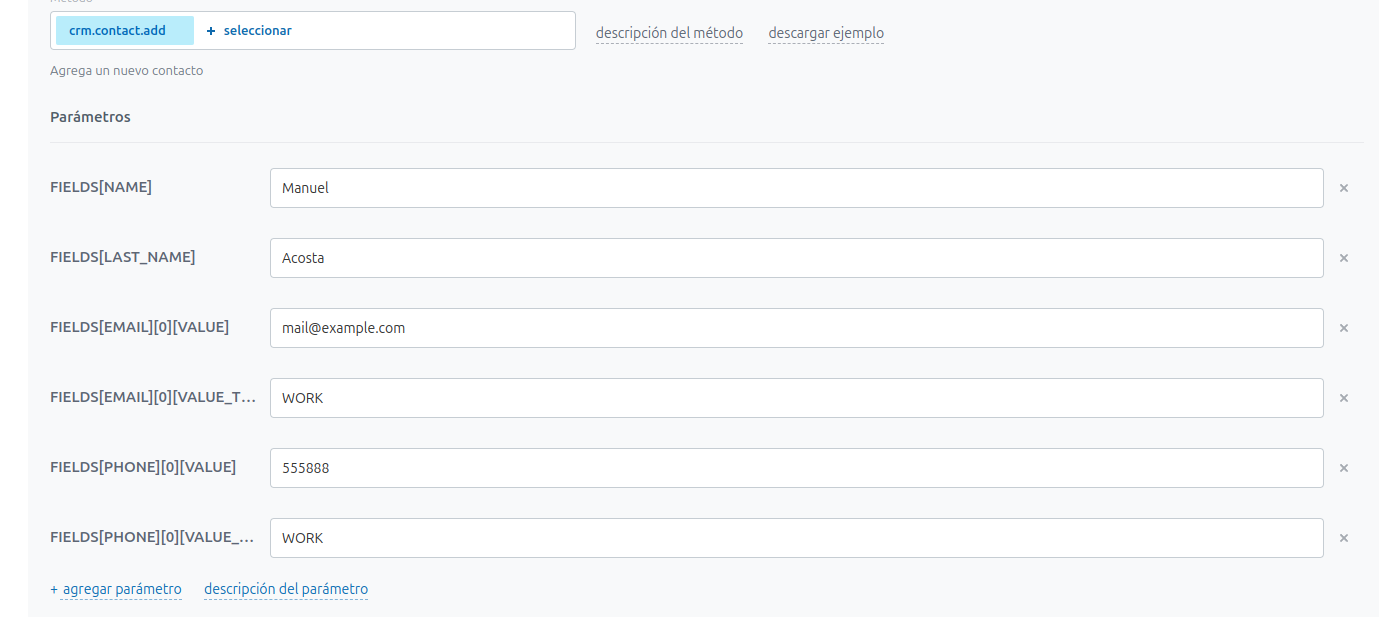 crm.contact.add + seleccionar descripción del método descargar ejemplo
Agrega un nuevo contacto
Parámetros
FIELDS[NAME] Manuel ×
FIELDS[LAST_NAME] Acosta ×
FIELDS[EMAIL][0][VALUE] mail@example.com ×
FIELDS[EMAIL][0][VALUE_T... WORK ×
FIELDS[PHONE][0][VALUE] 555888 ×
FIELDS[PHONE][0][VALUE_... WORK ×
+ agregar parámetro descripción del parámetro